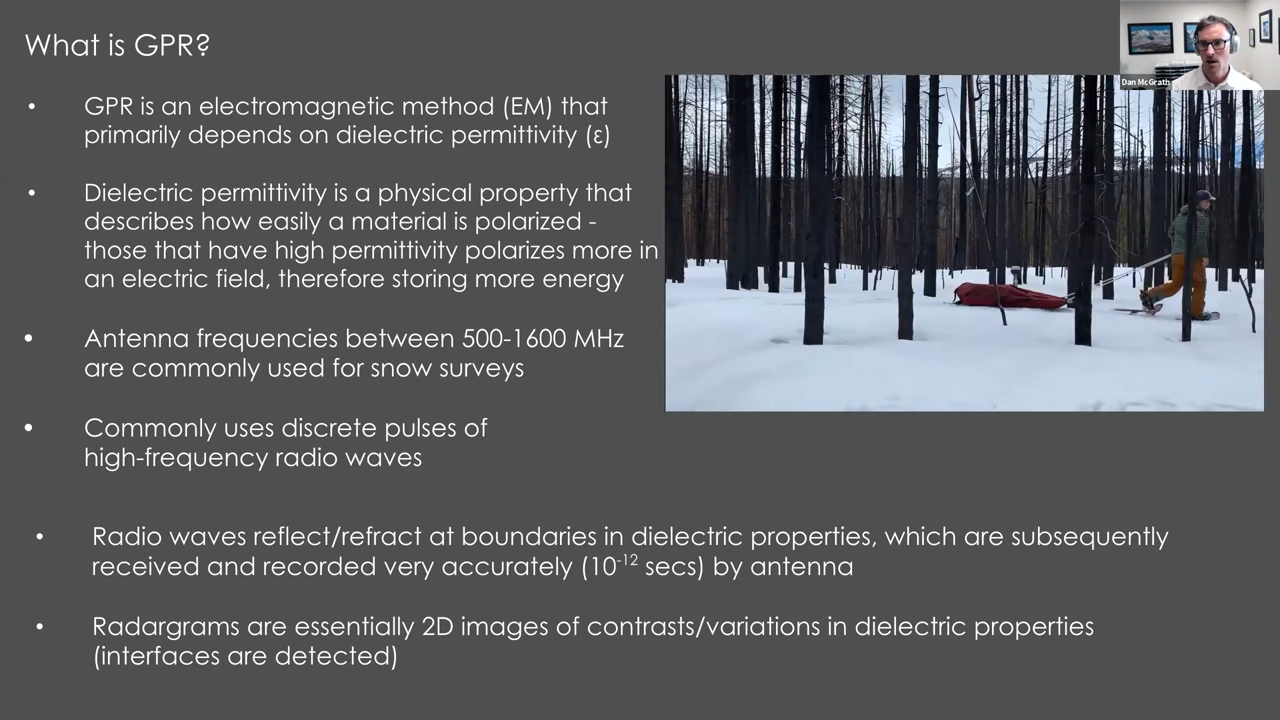 What is GPR?
Dan McGrath
• GPR is an electromagnetic method (EM) that
primarily depends on dielectric permittivity (ε)
• Dielectric permittivity is a physical property that
describes how easily a material is polarized -
those that have high permittivity polarizes more in
an electric field, therefore storing more energy
• Antenna frequencies between 500-1600 MHz
are commonly used for snow surveys
• Commonly uses discrete pulses of
high-frequency radio waves
• Radio waves reflect/refract at boundaries in dielectric properties, which are subsequently
received and recorded very accurately (10⁻¹² secs) by antenna
• Radargrams are essentially 2D images of contrasts/variations in dielectric properties
(interfaces are detected)